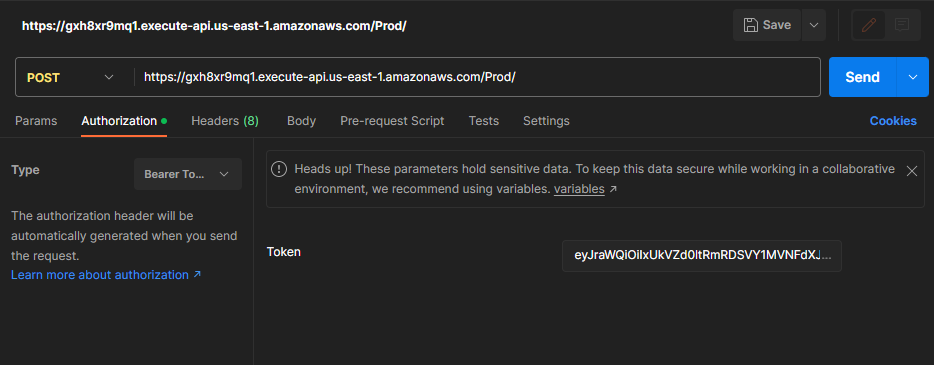 https://gxh8xr9mq1.execute-api.us-east-1.amazonaws.com/Prod/
Save
POST
https://gxh8xr9mq1.execute-api.us-east-1.amazonaws.com/Prod/
Send
Params
Authorization
Headers (8)
Body
Pre-request Script
Tests
Settings
Cookies
Type
Bearer To...
The authorization header will be
automatically generated when you send
the request.
Learn more about authorization ↗
Heads up! These parameters hold sensitive data. To keep this data secure while working in a collaborative
environment, we recommend using variables. variables ↗
Token